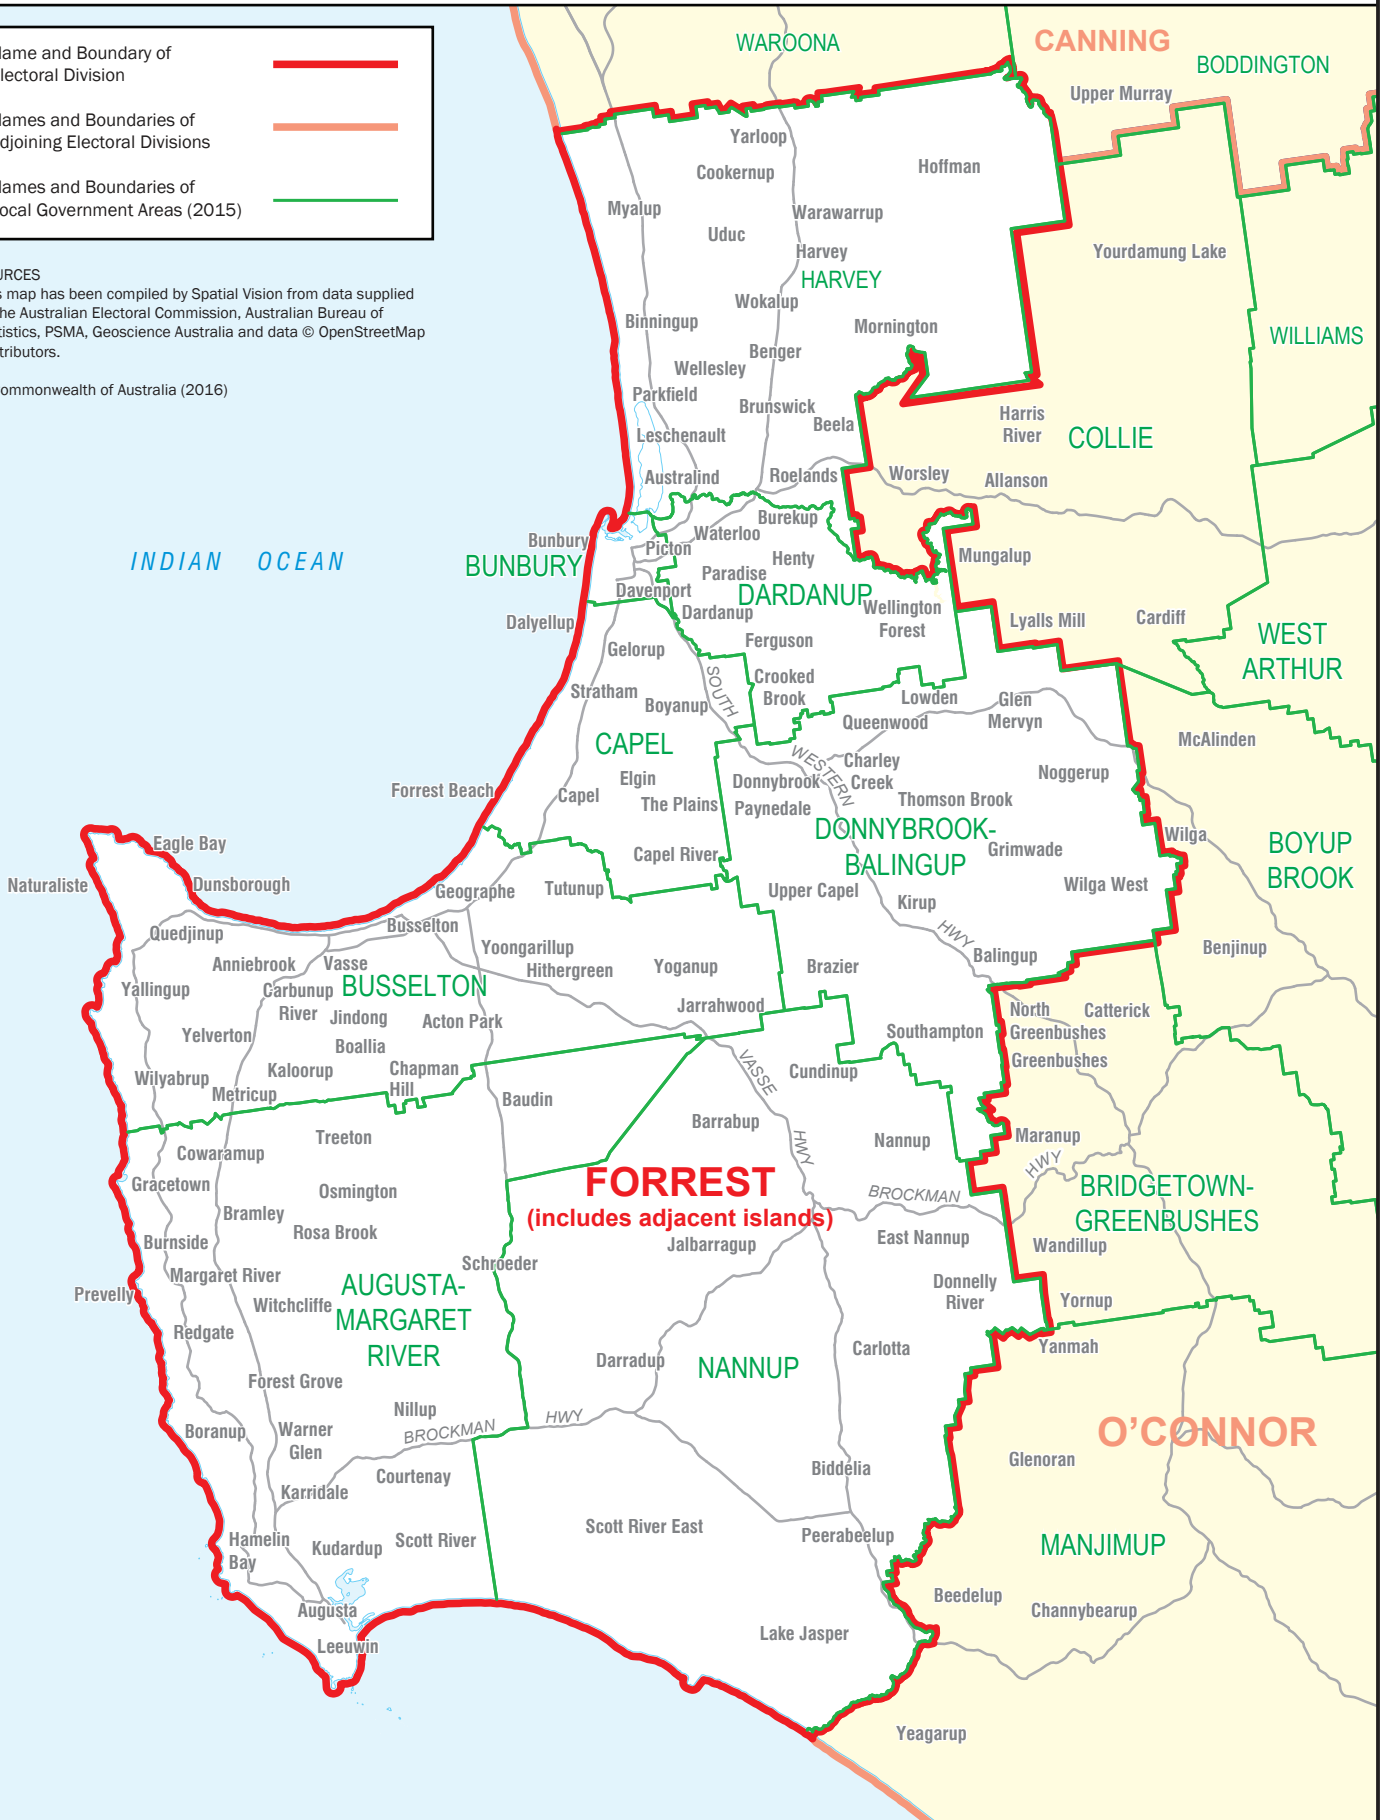 WAROONA
CANNING
BODDINGTON
Upper Murray
lame and Boundary of
lectoral Division
lames and Boundaries of
djoining Electoral Divisions
lames and Boundaries of
ocal Government Areas (2015)
URCES
s map has been compiled by Spatial Vision from data supplied
he Australian Electoral Commission, Australian Bureau of
tistics, PSMA, Geoscience Australia and data © OpenStreetMap
tributors.
ommonwealth of Australia (2016)
Yarloop
Hoffman
Cookernup
Myalup
Warawarrup
Uduc
Harvey
HARVEY
Yourdamung Lake
Wokalup
Binningup
Mornington
WILLIAMS
Benger
Wellesley
Parkfield
Brunswick
Beela
Harris
River
COLLIE
Leschenault
Australind
Roelands
Worsley
Allanson
Burekup
Waterloo
Bunbury
BUNBURY
Picton
Henty
Mungalup
INDIAN OCEAN
Paradise
Davenport
DARDANUP
Dardanup
Wellington
Forest
Dalyellup
Lyalls Mill
Cardiff
WEST
ARTHUR
Ferguson
Gelorup
Crooked
Brook
SOUTH
Stratham
Boyanup
Lowden
Glen
Mervyn
Queenwood
CAPEL
McAlinden
WESTERN
Charley
Creek
Noggerup
Elgin
Donnybrook
Forrest Beach
Capel
The Plains
Paynedale
Thomson Brook
DONNYBROOK-
BALINGUP
Wilga
Grimwade
BOYUP
BROOK
Eagle Bay
Capel River
Naturaliste
Dunsborough
Geographe
Tutunup
Upper Capel
Wilga West
Kirup
Busselton
Quedjinup
HWY
Yoongarillup
Balingup
Benjinup
Anniebrook
Vasse
Hithergreen
Yoganup
Brazier
BUSSELTON
Yallingup
Carbunup
River
Jarrahwood
North
Greenbushes
Catterick
Jindong
Acton Park
Yelverton
Southampton
Boallia
Greenbushes
Kaloorup
Chapman
Hill
VASSE
Cundinup
Wilyabrup
Metricup
Baudin
Barrabup
Treeton
HWY
Nannup
Maranup
Cowaramup
HWY
Gracetown
Osmington
FORREST
(includes adjacent islands)
BROCKMAN
BRIDGETOWN-
GREENBUSHES
Bramley
Rosa Brook
Burnside
Jalbarragup
East Nannup
Wandillup
Schroeder
Margaret River
Prevelly
AUGUSTA-
MARGARET
RIVER
Donnelly
River
Yornup
Witchcliffe
Redgate
Carlotta
Yanmah
Darradup
NANNUP
Forest Grove
Nillup
HWY
BROCKMAN
Boranup
Warner
Glen
O'CONNOR
Glenoran
Courtenay
Biddelia
Karridale
Scott River East
Peerabeelup
Hamelin
Bay
Kudardup
Scott River
MANJIMUP
Beedelup
Channybearup
Augusta
Lake Jasper
Leeuwin
Yeagarup